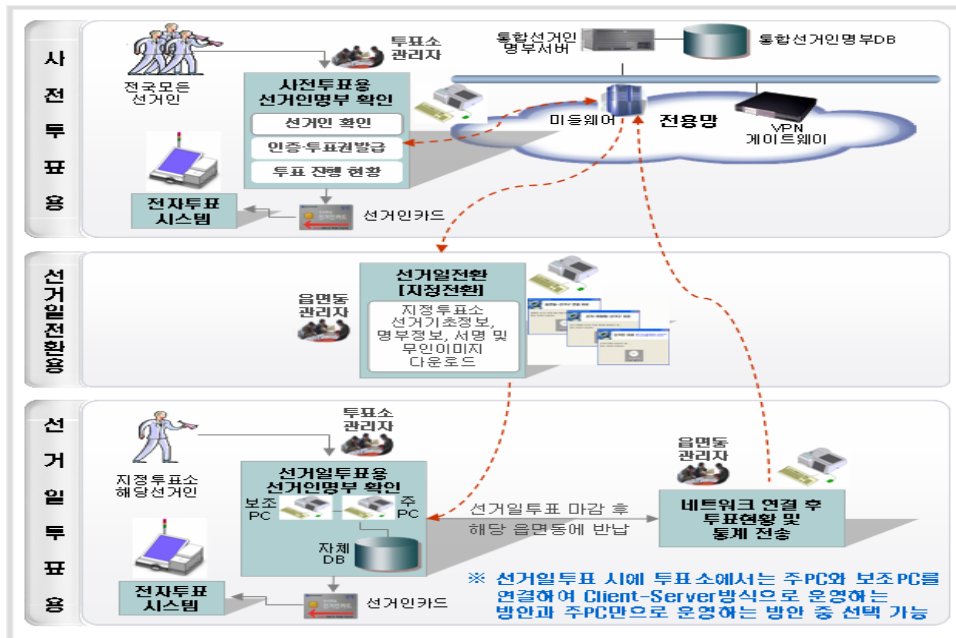 사전투표용
전국모든
선거인
투표소
관리자
사전투표용
선거인명부 확인
선거인 확인
인증·투표권발급
투표 진행 현황
전자투표
시스템
선거인카드
통합선거인
명부서버
통합선거인명부DB
미들웨어
전용망
VPN
게이트웨이
선거일전환용
읍면동
관리자
선거일전환
[지정전환]
지정투표소
선거기초정보,
명부정보, 서명 및
무인이미지
다운로드
선거일투표용
지정투표소
해당선거인
투표소
관리자
선거일투표용
선거인명부 확인
보조
PC
주
PC
자체
DB
전자투표
시스템
선거인카드
선거일투표 마감 후
해당 읍면동에 반납
읍면동
관리자
네트워크 연결 후
투표현황 및
통계 전송
※ 선거일투표 시에 투표소에서는 주PC와 보조PC를
연결하여 Client-Server방식으로 운영하는
방안과 주PC만으로 운영하는 방안 중 선택 가능